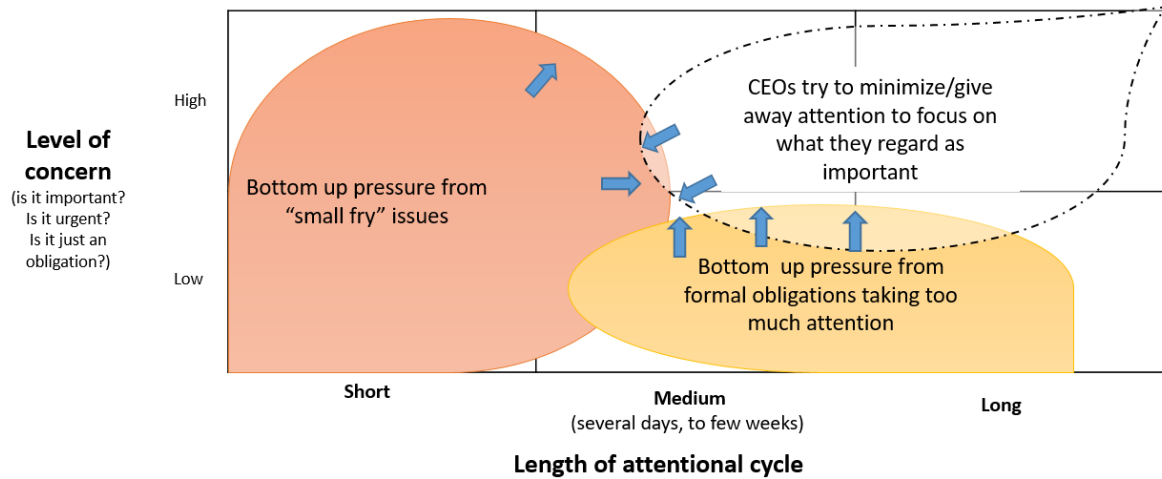 High
Level of
concern
(is it important?
Is it urgent?
Is it just an
obligation?)
Low
Bottom up pressure from
“small fry” issues
CEOs try to minimize/give
away attention to focus on
what they regard as
important
Bottom  up pressure from
formal obligations taking too
much attention
Short
Medium
(several days, to few weeks)
Long
Length of attentional cycle